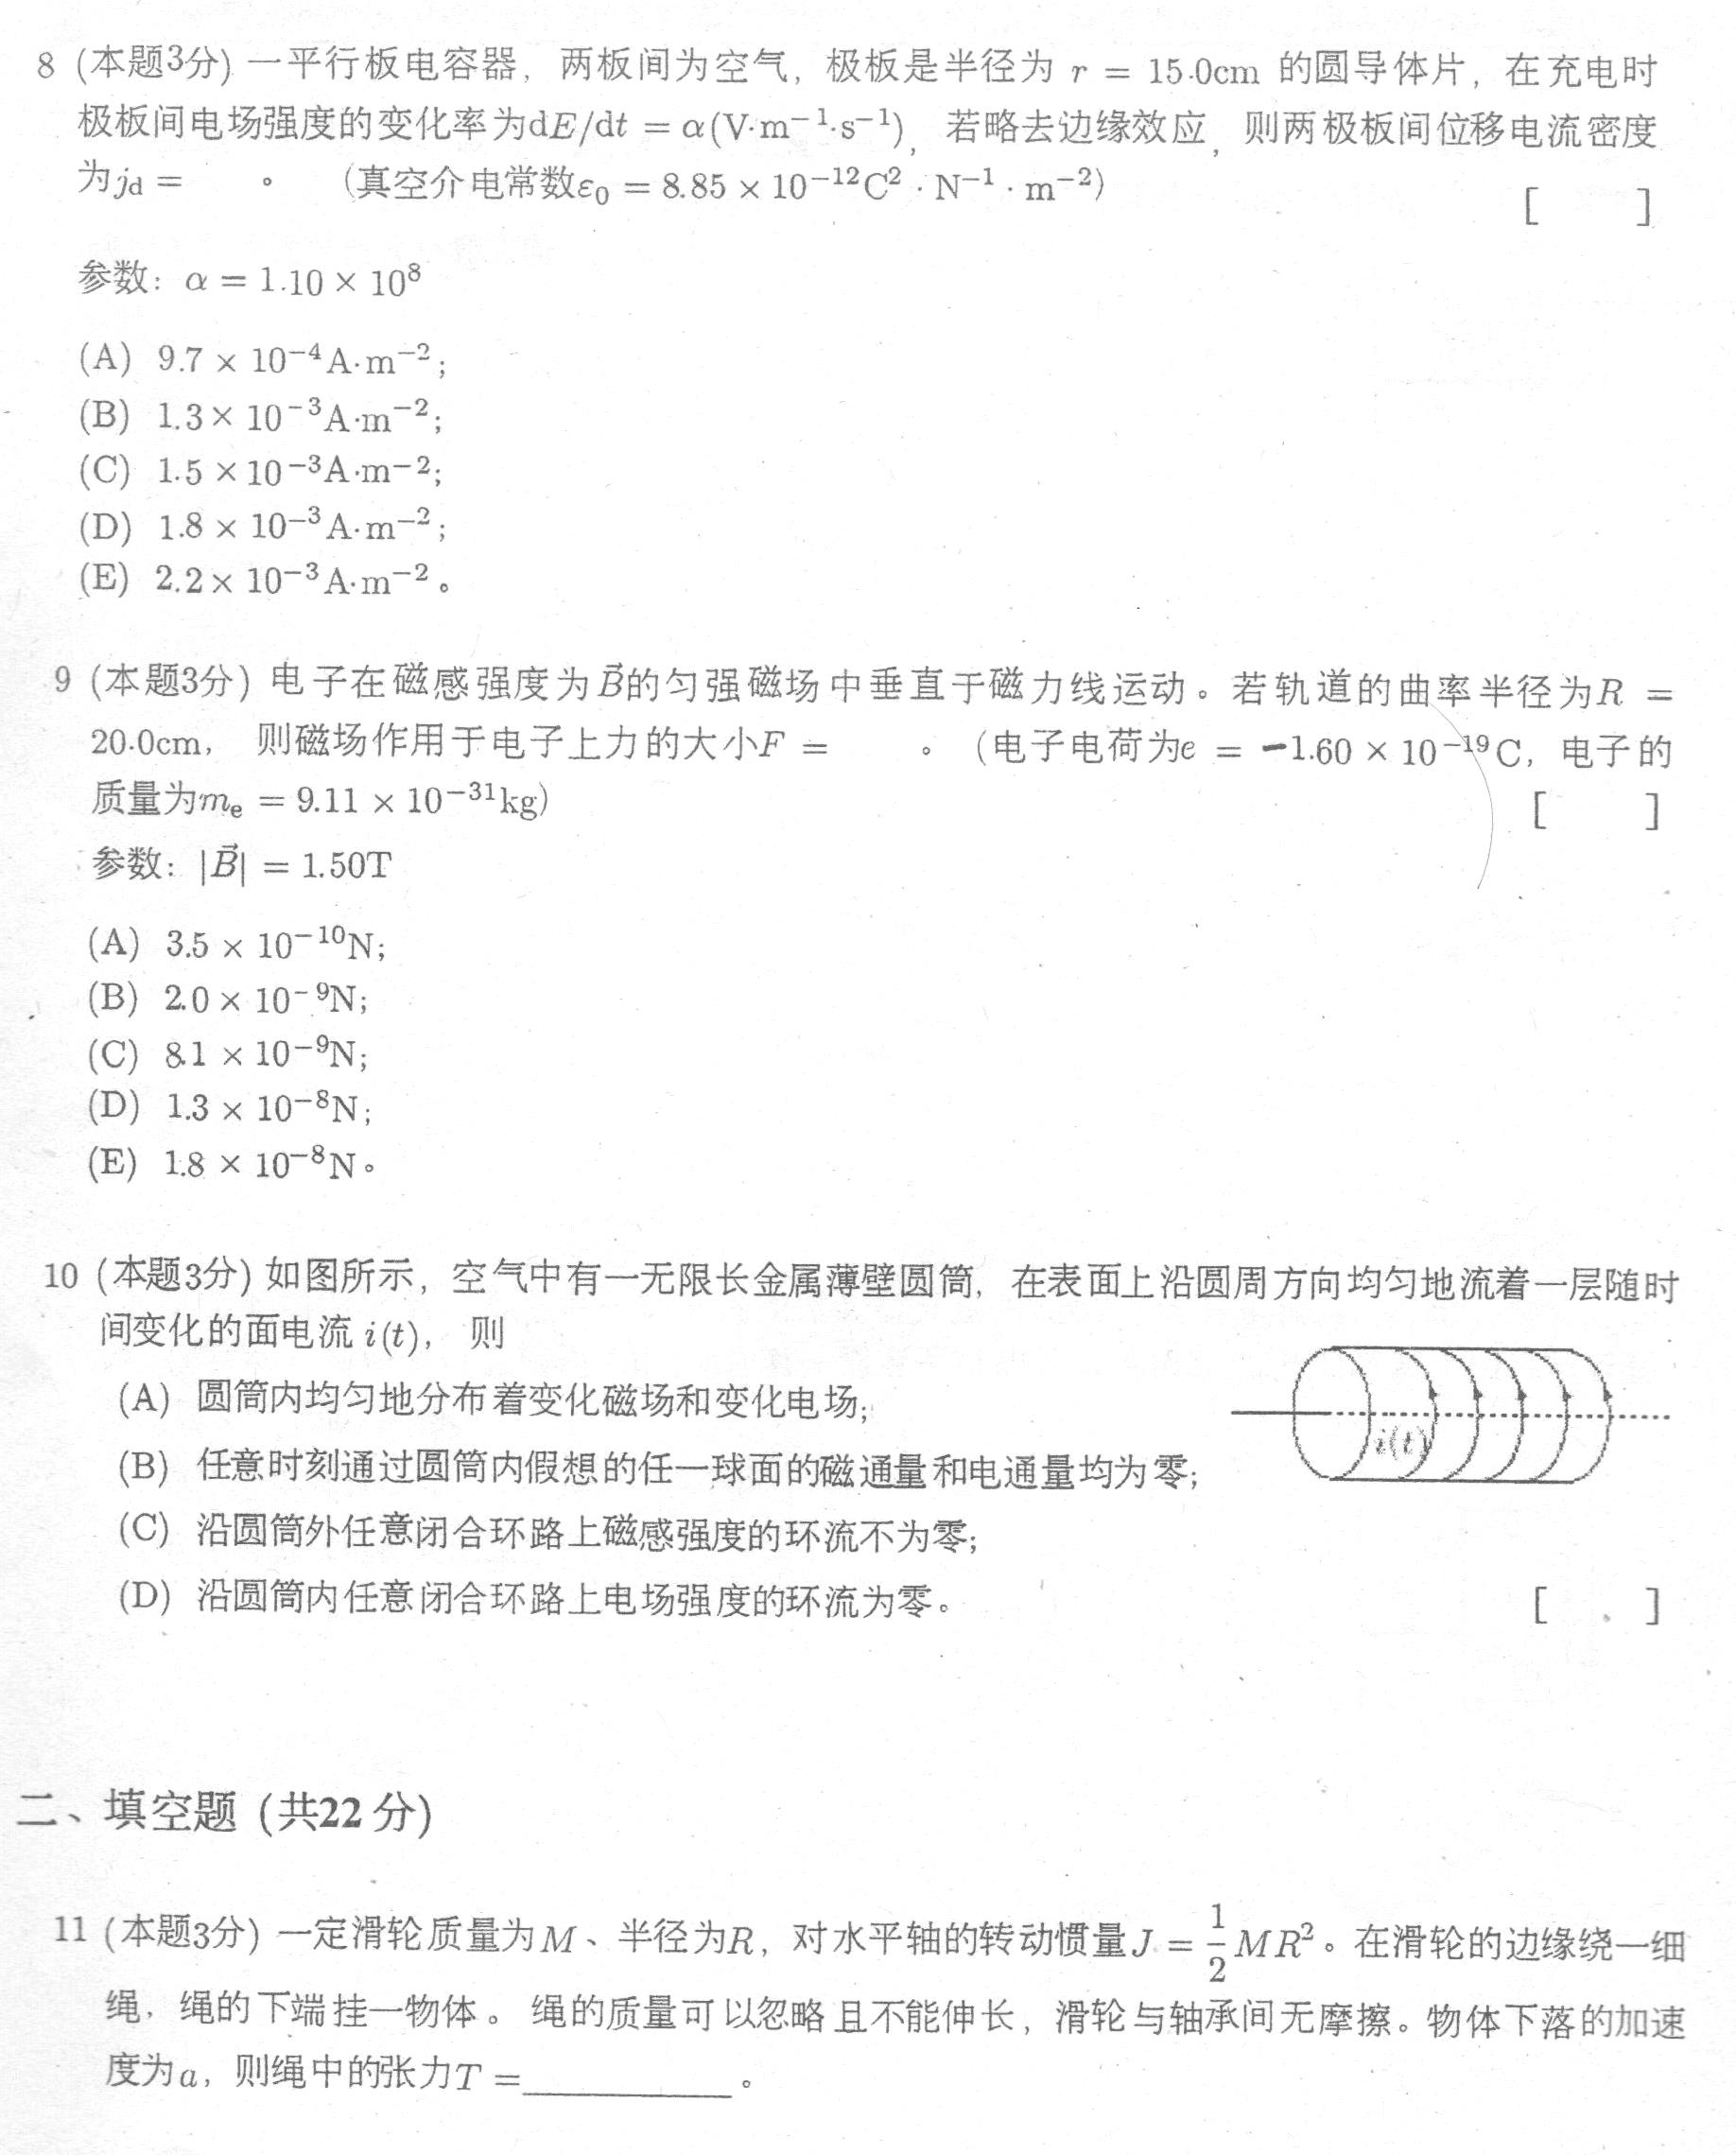 8 (本题3分) 一平行板电容器，两板间为空气，极板是半径为 r = 15.0cm 的圆导体片，在充电时
极板间电场强度的变化率为dE/dt = α(V·m⁻¹·s⁻¹)，若略去边缘效应，则两极板间位移电流密度
为j_d = 。 (真空介电常数ε₀ = 8.85 × 10⁻¹²C² · N⁻¹ · m⁻²)
[ ]
参数：α = 1.10 × 10⁸
(A) 9.7 × 10⁻⁴A·m⁻²；
(B) 1.3 × 10⁻³A·m⁻²；
(C) 1.5 × 10⁻³A·m⁻²；
(D) 1.8 × 10⁻³A·m⁻²；
(E) 2.2 × 10⁻³A·m⁻²。
9 (本题3分) 电子在磁感强度为B⃗的匀强磁场中垂直于磁力线运动。若轨道的曲率半径为R =
20.0cm， 则磁场作用于电子上力的大小F = 。 (电子电荷为e = −1.60 × 10⁻¹⁹C，电子的
质量为mₑ = 9.11 × 10⁻³¹kg) [ ]
参数：|B⃗| = 1.50T
(A) 3.5 × 10⁻¹⁰N；
(B) 2.0 × 10⁻⁹N；
(C) 8.1 × 10⁻⁹N；
(D) 1.3 × 10⁻⁸N；
(E) 1.8 × 10⁻⁸N。
10 (本题3分) 如图所示，空气中有一无限长金属薄壁圆筒，在表面上沿圆周方向均匀地流着一层随时
间变化的面电流 i(t)， 则
(A) 圆筒内均匀地分布着变化磁场和变化电场；
i(t)
(B) 任意时刻通过圆筒内假想的任一球面的磁通量和电通量均为零；
(C) 沿圆筒外任意闭合环路上磁感强度的环流不为零；
(D) 沿圆筒内任意闭合环路上电场强度的环流为零。 [ ]
二、填空题 (共22 分)
11 (本题3分) 一定滑轮质量为M、半径为R，对水平轴的转动惯量J = 1/2 MR²。在滑轮的边缘绕一细
绳，绳的下端挂一物体。绳的质量可以忽略且不能伸长，滑轮与轴承间无摩擦。物体下落的加速
度为a，则绳中的张力T =__________。